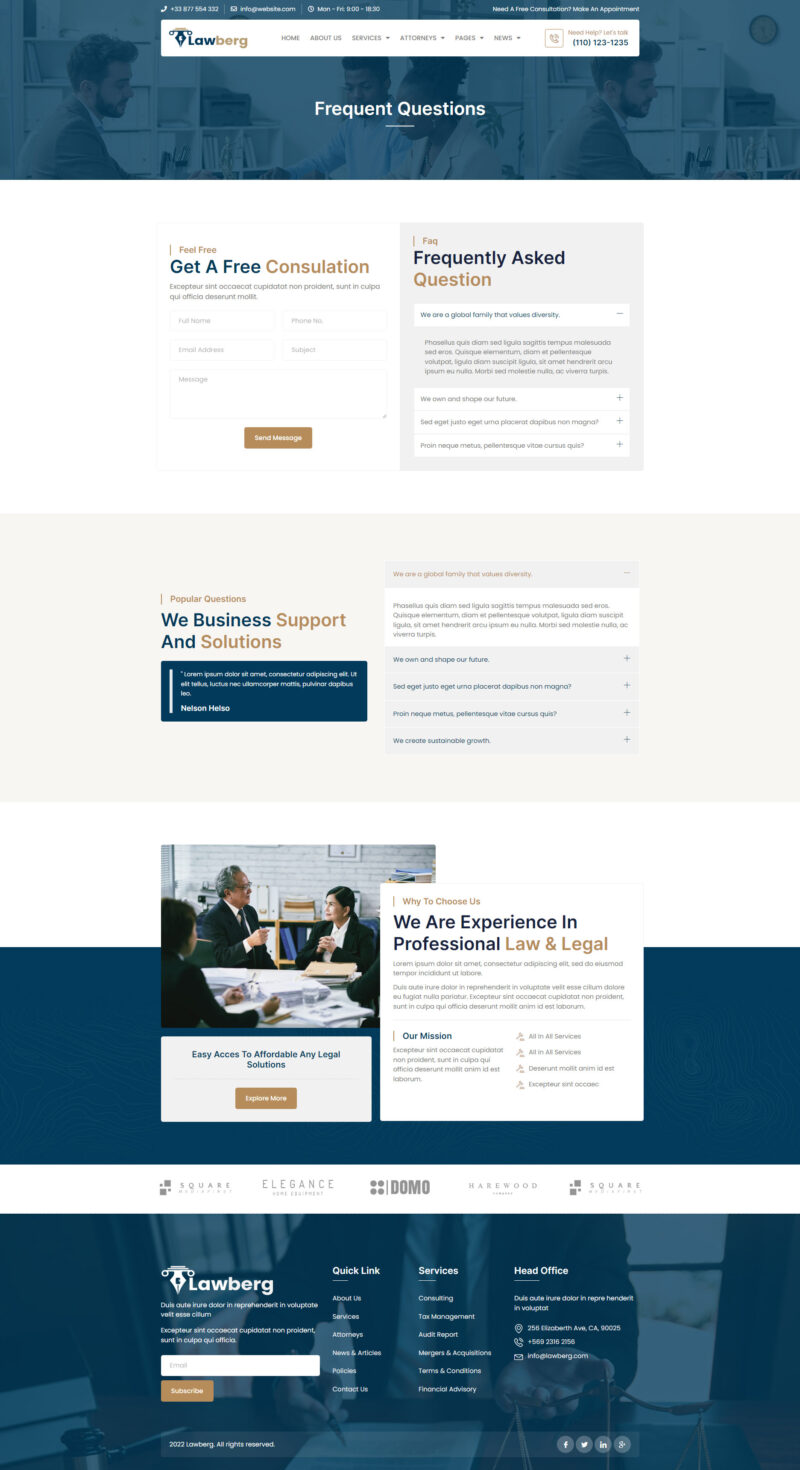 +33 877 554 332 info@website.com Mon - Fri: 9:00 - 18:30 Need A Free Consultation? Make An Appointment
Lawberg HOME ABOUT US SERVICES ATTORNEYS PAGES NEWS Need Help? Let's talk
(110) 123-1235
Frequent Questions
Feel Free
Get A Free Consulation
Excepteur sint occaecat cupidatat non proident, sunt in culpa
qui officia deserunt mollit.
Full Name Phone No.
Email Address Subject
Message
Send Message
Faq
Frequently Asked
Question
We are a global family that values diversity.
Phasellus quis diam sed ligula sagittis tempus malesuada
sed eros. Quisque elementum, diam et pellentesque
volutpat, ligula diam suscipit ligula, sit amet hendrerit arcu
ipsum eu nulla. Morbi sed molestie nulla, ac viverra turpis.
We own and shape our future.
Sed eget justo eget urna placerat dapibus non magna?
Proin neque metus, pellentesque vitae cursus quis?
Popular Questions
We Business Support
And Solutions
" Lorem ipsum dolor sit amet, consectetur adipiscing elit. Ut
elit tellus, luctus nec ullamcorper mattis, pulvinar dapibus
leo.
Nelson Helso
We are a global family that values diversity.
Phasellus quis diam sed ligula sagittis tempus malesuada sed eros.
Quisque elementum, diam et pellentesque volutpat, ligula diam suscipit
ligula, sit amet hendrerit arcu ipsum eu nulla. Morbi sed molestie nulla, ac
viverra turpis.
We own and shape our future.
Sed eget justo eget urna placerat dapibus non magna?
Proin neque metus, pellentesque vitae cursus quis?
We create sustainable growth.
Why To Choose Us
We Are Experience In
Professional Law & Legal
Lorem ipsum dolor sit amet, consectetur adipiscing elit, sed do eiusmod
tempor incididunt ut labore.
Duis aute irure dolor in reprehenderit in voluptate velit esse cillum dolore
eu fugiat nulla pariatur. Excepteur sint occaecat cupidatat non proident,
sunt in culpa qui officia deserunt mollit anim id est laborum.
Our Mission
Excepteur sint occaecat cupidatat
non proident, sunt in culpa qui
officia deserunt mollit anim id est
laborum.
All In All Services
All In All Services
Deserunt mollit anim id est
Excepteur sint occaec
Easy Acces To Affordable Any Legal
Solutions
Explore More
SQUARE ELEGANCE DOMO HAREWOOD SQUARE
HOME EQUIPMENT
Lawberg
Duis aute irure dolor in reprehenderit in voluptate
velit esse cillum
Excepteur sint occaecat cupidatat non proident,
sunt in culpa qui officia.
Email
Subscribe
Quick Link
About Us
Services
Attorneys
News & Articles
Policies
Contact Us
Services
Consulting
Tax Management
Audit Report
Mergers & Acquisitions
Terms & Conditions
Financial Advisory
Head Office
Duis aute irure dolor in repre henderit
in voluptat
256 Elizaberth Ave, CA, 90025
+569 2316 2156
info@lawberg.com
2022 Lawberg. All rights reserved.